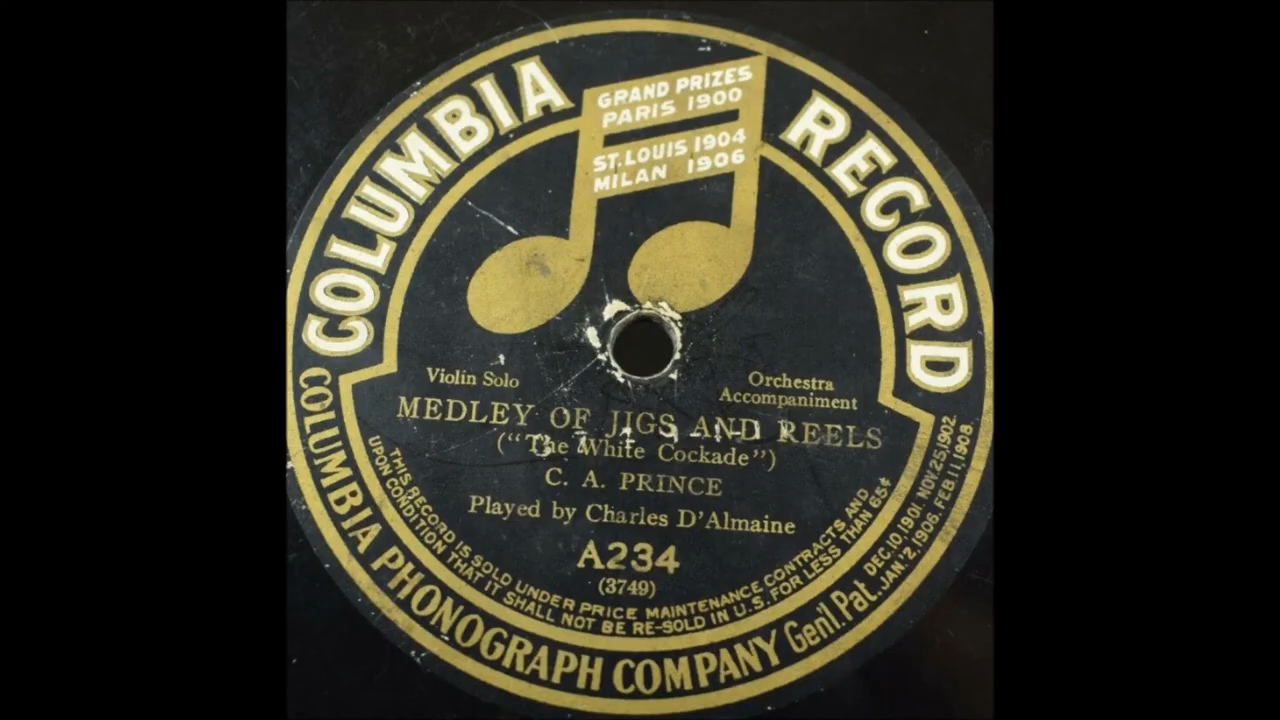 COLUMBIA RECORD
GRAND PRIZES
PARIS 1900
ST. LOUIS 1904
MILAN 1906
Violin Solo
Orchestra
Accompaniment
MEDLEY OF JIGS AND REELS
("The White Cockade")
C. A. PRINCE
Played by Charles D'Almaine
A234
(3749)
THIS RECORD IS SOLD UNDER PRICE MAINTENANCE CONTRACTS AND
UPON CONDITION THAT IT SHALL NOT BE RE-SOLD IN U.S. FOR LESS THAN 65¢
COLUMBIA PHONOGRAPH COMPANY Gen'l. Pat. DEC.10,1901. NOV.25,1902.
JAN.'2,1906. FEB.11,1908.